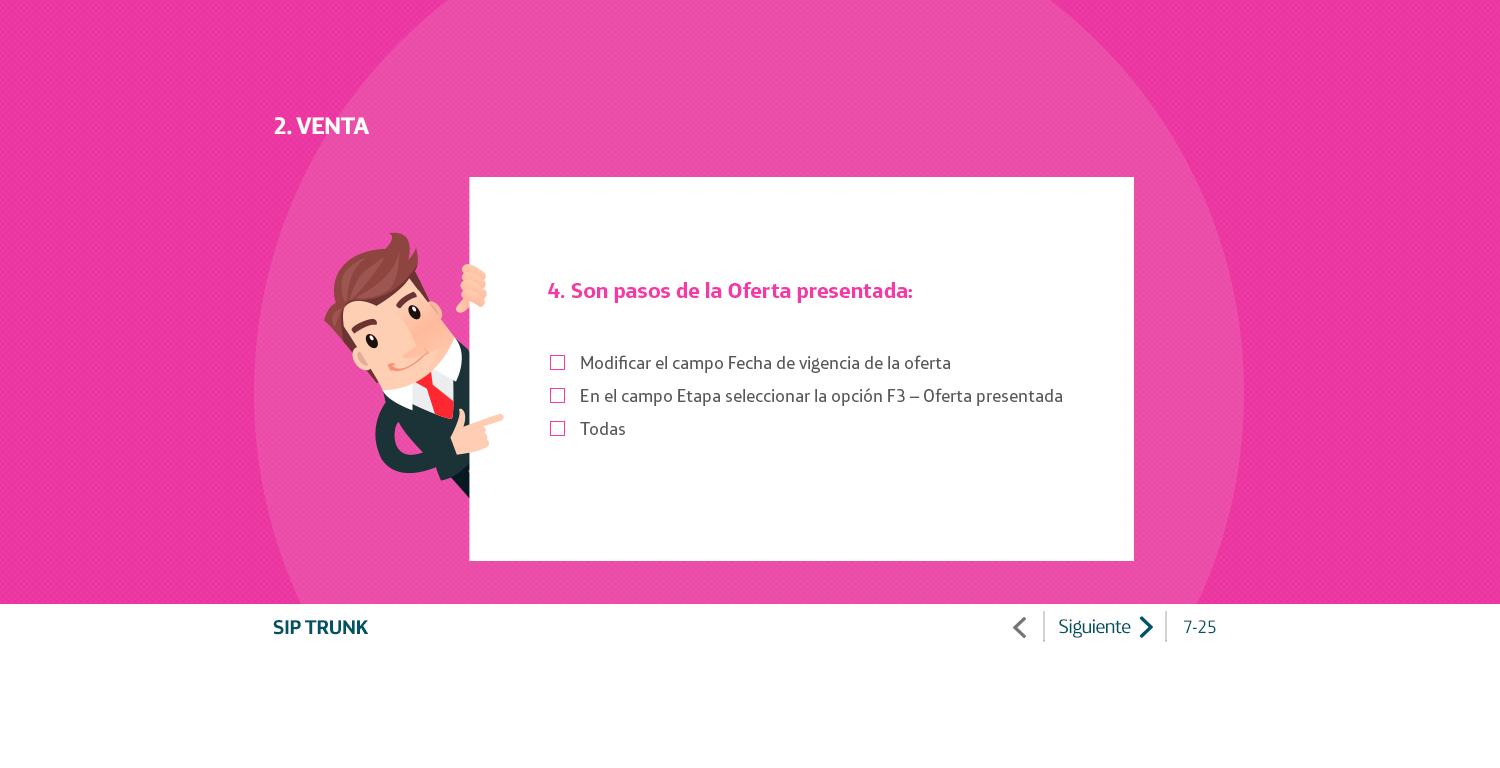 2. VENTA
4. Son pasos de la Oferta presentada:
Modificar el campo Fecha de vigencia de la oferta
En el campo Etapa seleccionar la opción F3 – Oferta presentada
Todas
SIP TRUNK
Siguiente
7-25